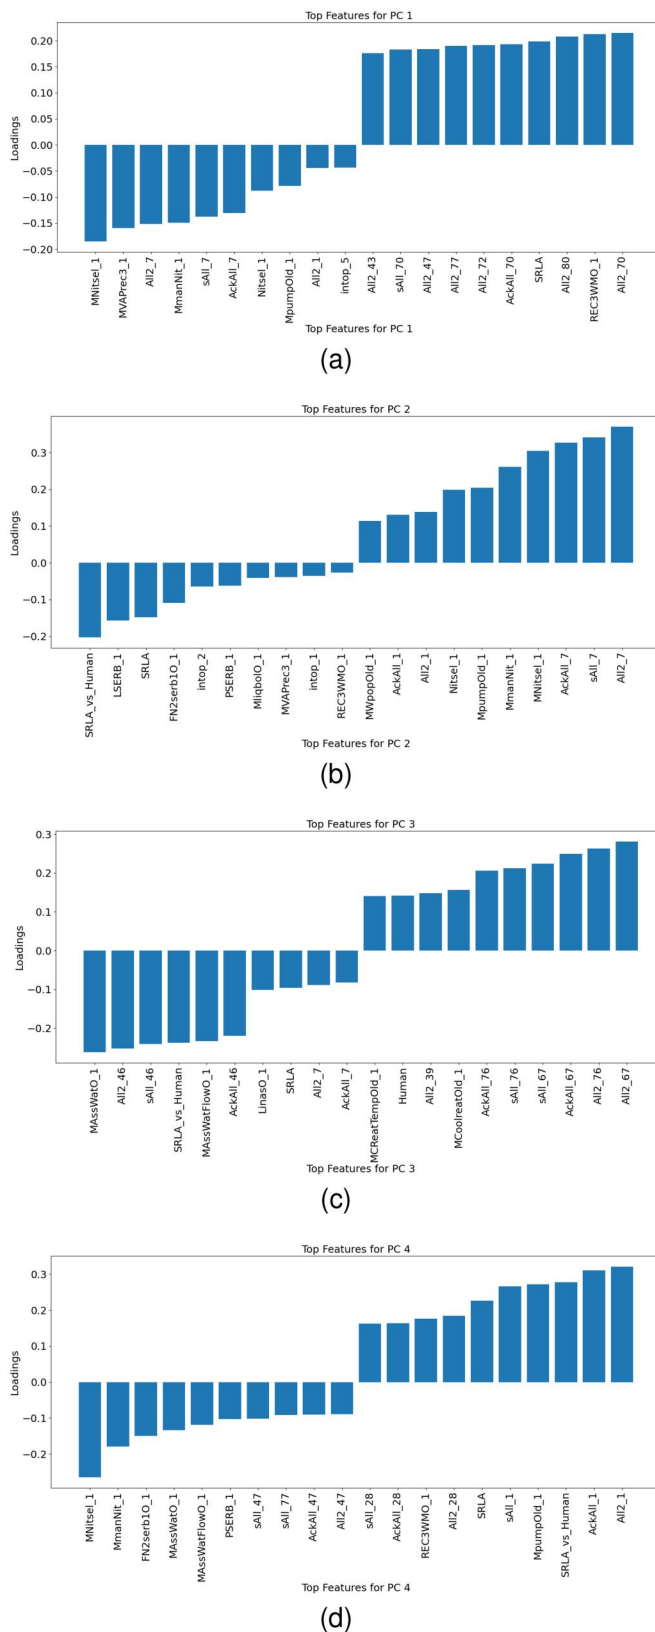 Top Features for PC 1
0.20
0.15
0.10
0.05
0.00
−0.05
−0.10
−0.15
−0.20
Loadings
MNitsel_1
MVAPrec3_1
All2_7
MmanNit_1
sAll_7
AckAll_7
Nitsel_1
MpumpOld_1
All2_1
intop_5
All2_43
sAll_70
All2_47
All2_77
All2_72
AckAll_70
SRLA
All2_80
REC3WMO_1
All2_70
Top Features for PC 1
(a)
Top Features for PC 2
0.3
0.2
0.1
0.0
−0.1
−0.2
Loadings
SRLA_vs_Human
LSERB_1
SRLA
FN2serb1O_1
intop_2
PSERB_1
MliqbolO_1
MVAPrec3_1
intop_1
REC3WMO_1
MWpopOld_1
AckAll_1
All2_1
Nitsel_1
MpumpOld_1
MmanNit_1
MNitsel_1
AckAll_7
sAll_7
All2_7
Top Features for PC 2
(b)
Top Features for PC 3
0.3
0.2
0.1
0.0
−0.1
−0.2
Loadings
MAssWatO_1
All2_46
sAll_46
SRLA_vs_Human
MAssWatFlowO_1
AckAll_46
LinasO_1
SRLA
All2_7
AckAll_7
MCReatTempOld_1
Human
All2_39
MCoolreatOld_1
AckAll_76
sAll_76
sAll_67
AckAll_67
All2_76
All2_67
Top Features for PC 3
(c)
Top Features for PC 4
0.3
0.2
0.1
0.0
−0.1
−0.2
Loadings
MNitsel_1
MmanNit_1
FN2serb1O_1
MAssWatO_1
MAssWatFlowO_1
PSERB_1
sAll_47
sAll_77
AckAll_47
All2_47
sAll_28
AckAll_28
REC3WMO_1
All2_28
SRLA
sAll_1
MpumpOld_1
SRLA_vs_Human
AckAll_1
All2_1
Top Features for PC 4
(d)